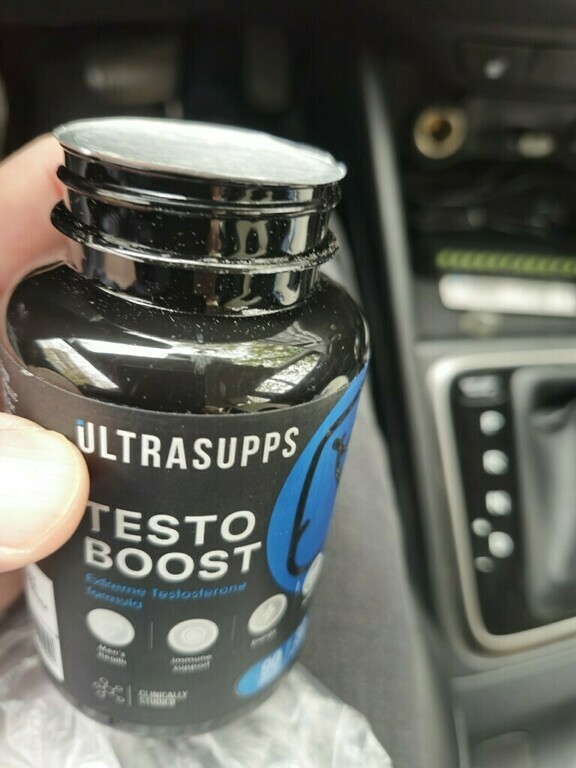 ULTRASUPPS
TESTO
BOOST
Extreme Testosterone
formula
Men's
Health
Immune
support
CLINICALLY
STUDIED